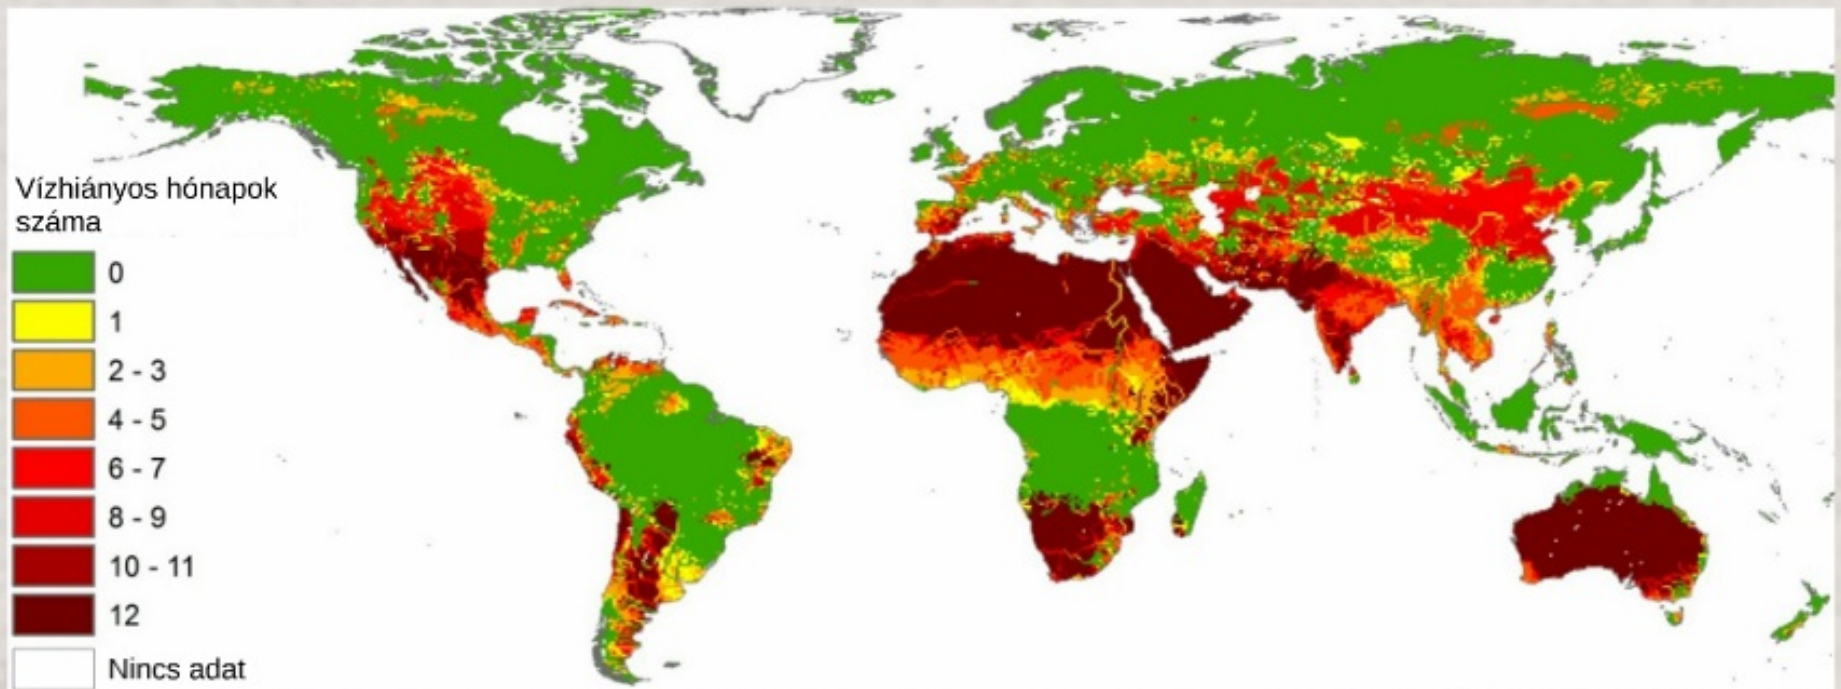 Vízhiányos hónapok
száma
0
1
2 - 3
4 - 5
6 - 7
8 - 9
10 - 11
12
Nincs adat